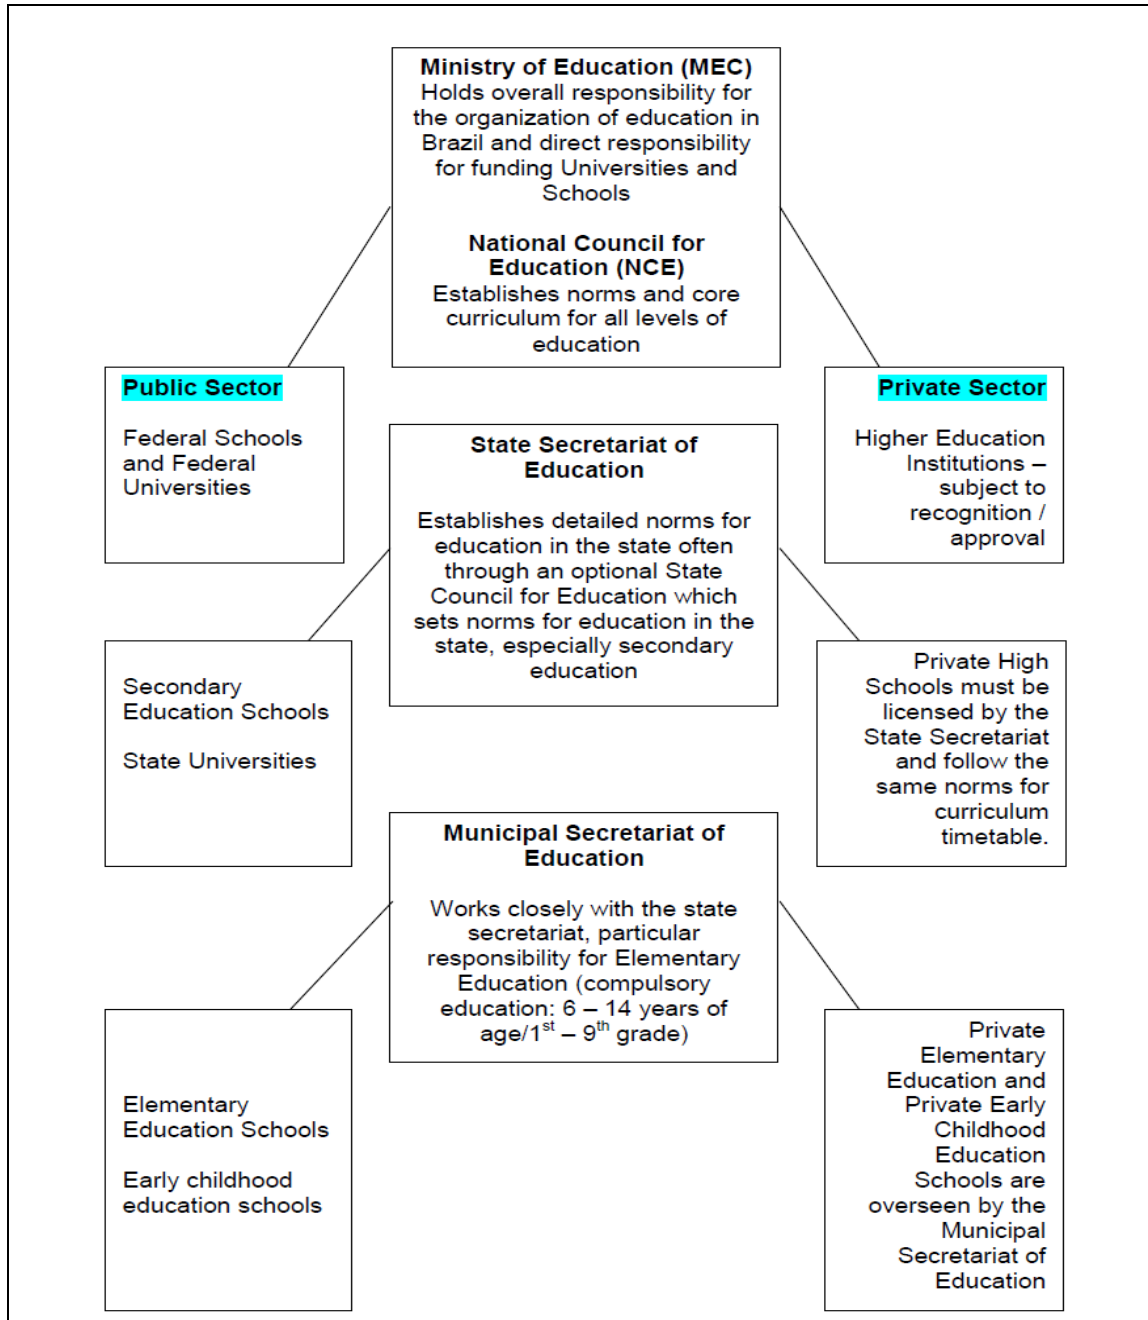 Ministry of Education (MEC)
Holds overall responsibility for
the organization of education in
Brazil and direct responsibility
for funding Universities and
Schools
National Council for
Education (NCE)
Establishes norms and core
curriculum for all levels of
education
Public Sector
Federal Schools
and Federal
Universities
Private Sector
Higher Education
Institutions –
subject to
recognition /
approval
State Secretariat of
Education
Establishes detailed norms for
education in the state often
through an optional State
Council for Education which
sets norms for education in the
state, especially secondary
education
Secondary
Education Schools
State Universities
Private High
Schools must be
licensed by the
State Secretariat
and follow the
same norms for
curriculum
timetable.
Municipal Secretariat of
Education
Works closely with the state
secretariat, particular
responsibility for Elementary
Education (compulsory
education: 6 – 14 years of
age/1st – 9th grade)
Elementary
Education Schools
Early childhood
education schools
Private
Elementary
Education and
Private Early
Childhood
Education
Schools are
overseen by the
Municipal
Secretariat of
Education